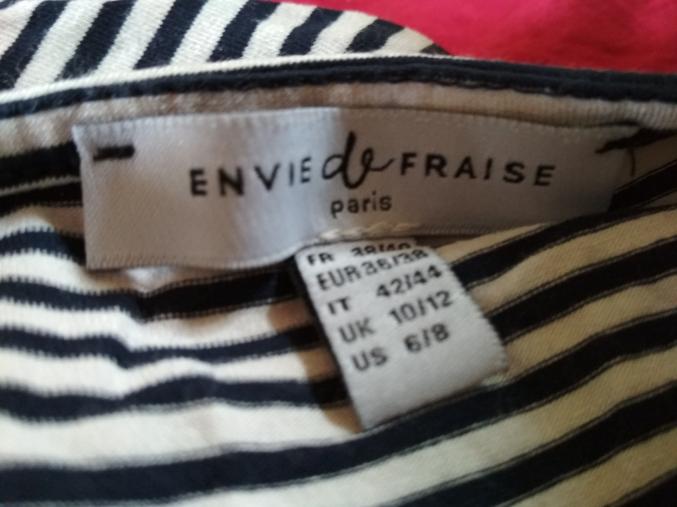 ENVIE de FRAISE
paris
FR 38/40
EUR 36/38
IT 42/44
UK 10/12
US 6/8